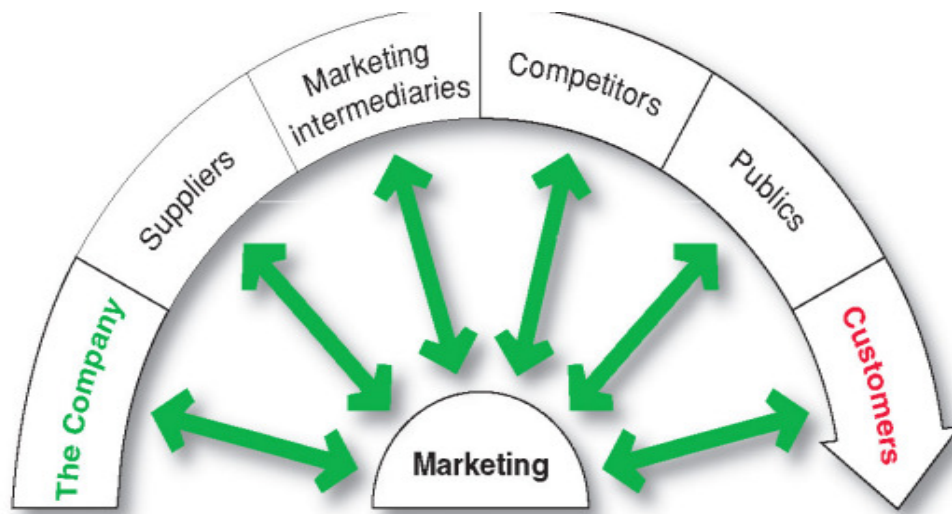 The Company
Suppliers
Marketing
intermediaries
Competitors
Publics
Customers
Marketing